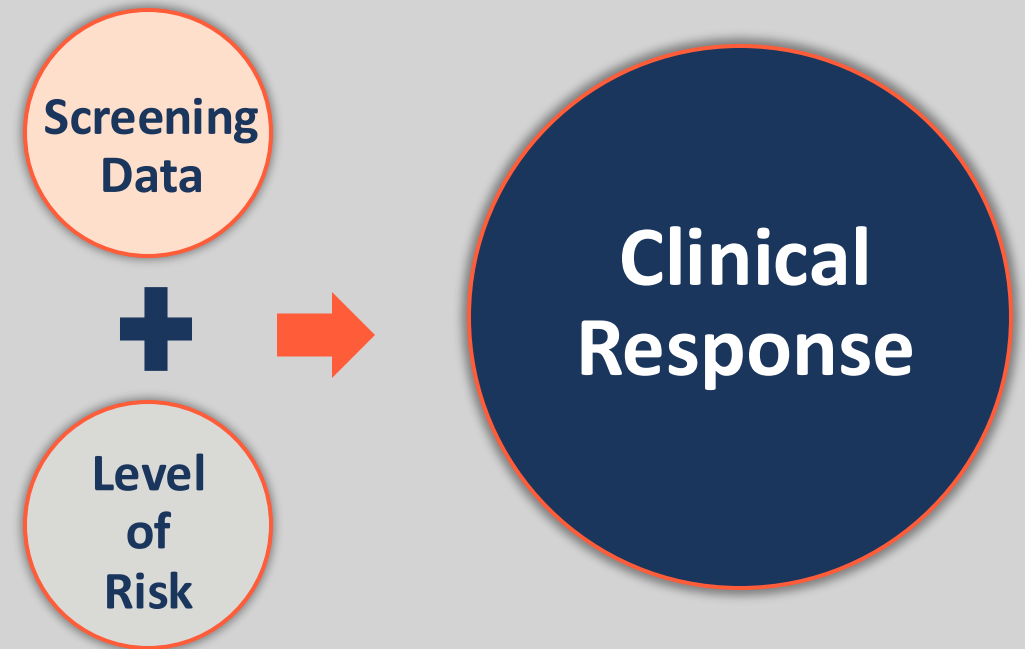 Screening
Data
Level
of
Risk
Clinical
Response